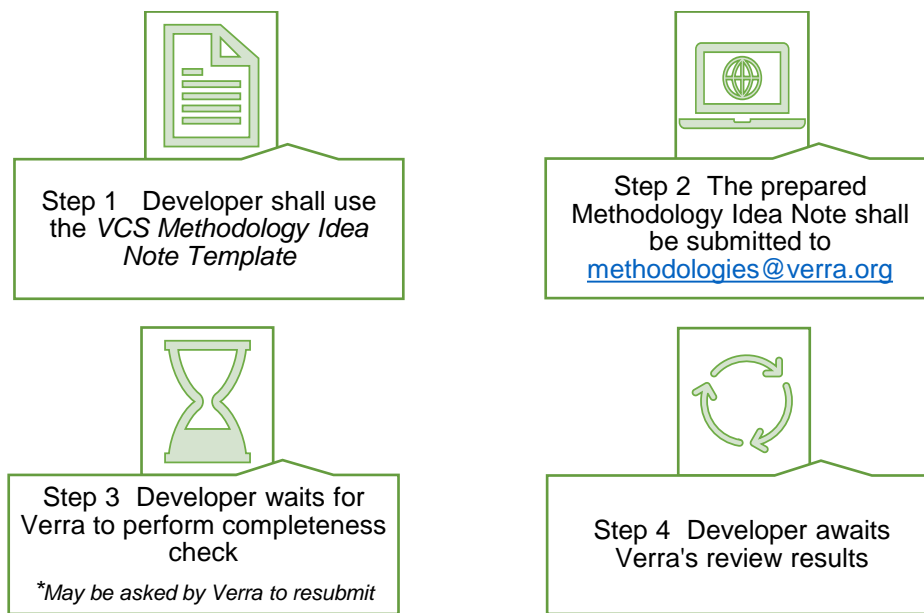 Step 1   Developer shall use
the VCS Methodology Idea
Note Template
Step 2  The prepared
Methodology Idea Note shall
be submitted to
methodologies@verra.org
Step 3  Developer waits for
Verra to perform completeness
check
*May be asked by Verra to resubmit
Step 4  Developer awaits
Verra's review results